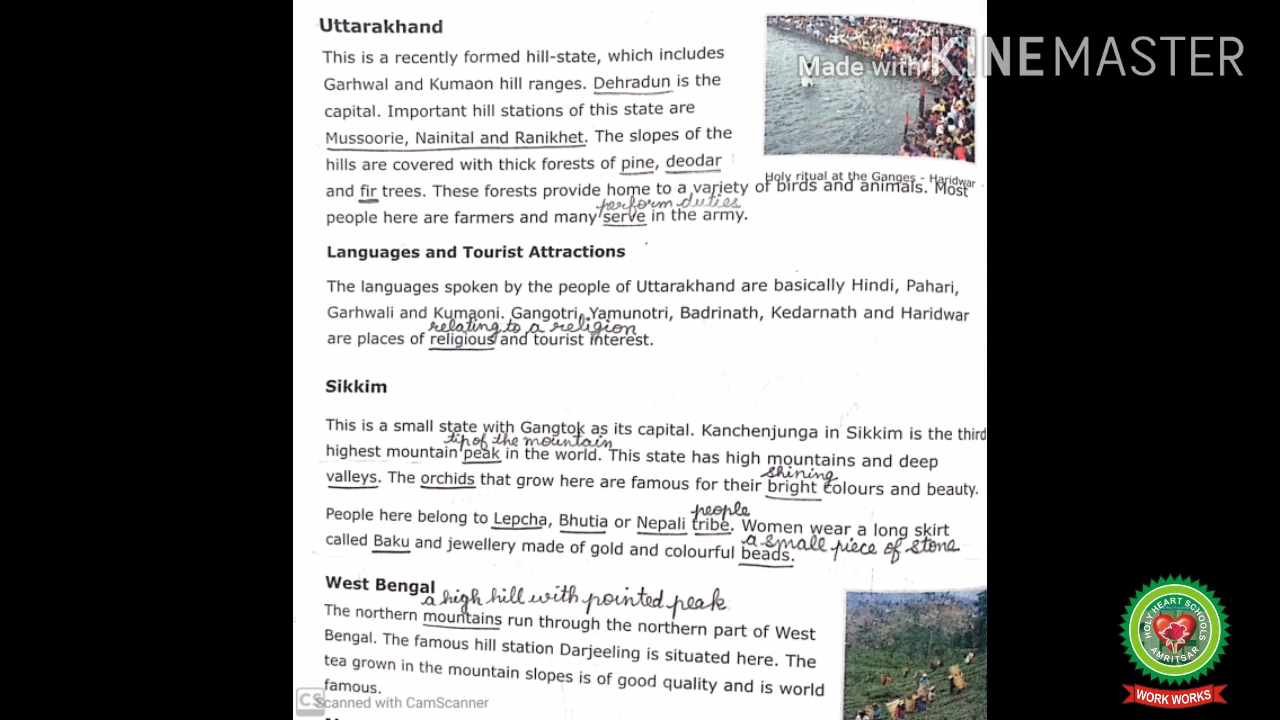 Uttarakhand
Made with KINEMASTER
This is a recently formed hill-state, which includes
Garhwal and Kumaon hill ranges. Dehradun is the
capital. Important hill stations of this state are
Mussoorie, Nainital and Ranikhet. The slopes of the
hills are covered with thick forests of pine, deodar
Holy ritual at the Ganges - Haridwar
and fir trees. These forests provide home to a variety of birds and animals. Most
perform duties
people here are farmers and many serve in the army.
Languages and Tourist Attractions
The languages spoken by the people of Uttarakhand are basically Hindi, Pahari,
Garhwali and Kumaoni. Gangotri, Yamunotri, Badrinath, Kedarnath and Haridwar
relating to a religion
are places of religious and tourist interest.
Sikkim
This is a small state with Gangtok as its capital. Kanchenjunga in Sikkim is the third
tip of the mountain
highest mountain peak in the world. This state has high mountains and deep
shining
valleys. The orchids that grow here are famous for their bright colours and beauty.
people
People here belong to Lepcha, Bhutia or Nepali tribe. Women wear a long skirt
a small piece of stone
called Baku and jewellery made of gold and colourful beads.
West Bengal
a high hill with pointed peak
The northern mountains run through the northern part of West
Bengal. The famous hill station Darjeeling is situated here. The
tea grown in the mountain slopes is of good quality and is world
famous.
CS Scanned with CamScanner
HOLY HEART SCHOOLS
AMRITSAR
WORK WORKS